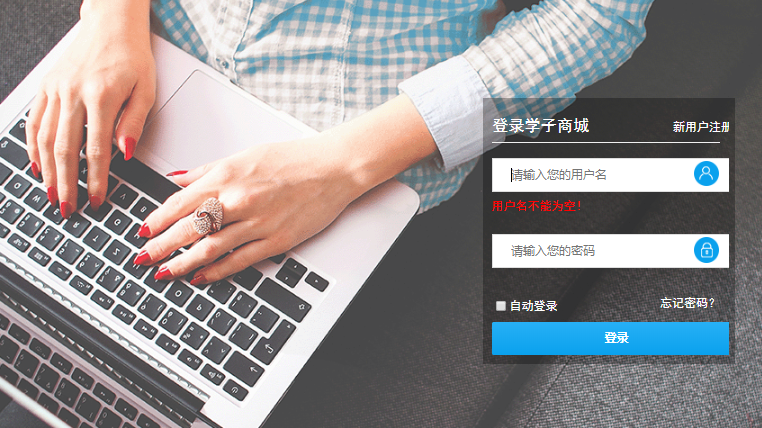 登录学子商城 新用户注册
请输入您的用户名
用户名不能为空!
请输入您的密码
自动登录 忘记密码?
登录